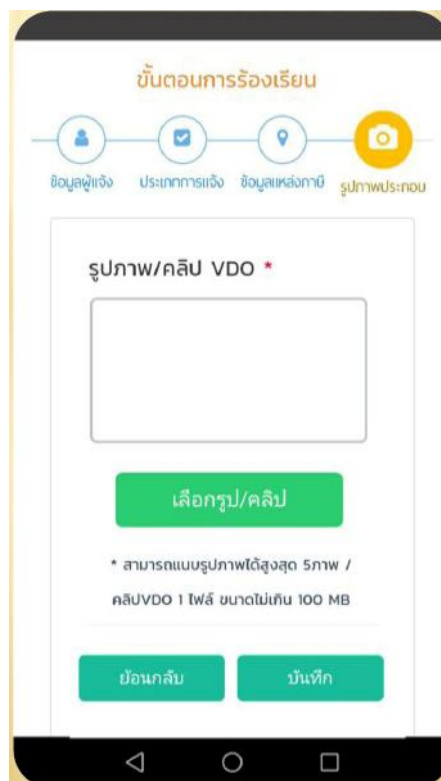 ขั้นตอนการร้องเรียน
ข้อมูลผู้แจ้ง
ประเภทการแจ้ง
ข้อมูลแหล่งภาษี
รูปภาพประกอบ
รูปภาพ/คลิป VDO *
เลือกรูป/คลิป
* สามารถแนบรูปภาพได้สูงสุด 5ภาพ /
คลิปVDO 1 ไฟล์ ขนาดไม่เกิน 100 MB
ย้อนกลับ
บันทึก